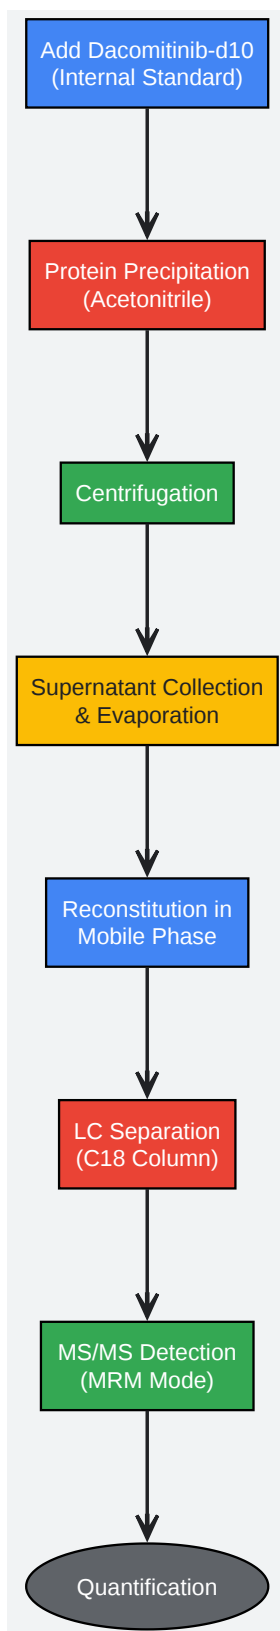 Add Dacomitinib-d10
(Internal Standard)
Protein Precipitation
(Acetonitrile)
Centrifugation
Supernatant Collection
& Evaporation
Reconstitution in
Mobile Phase
LC Separation
(C18 Column)
MS/MS Detection
(MRM Mode)
Quantification